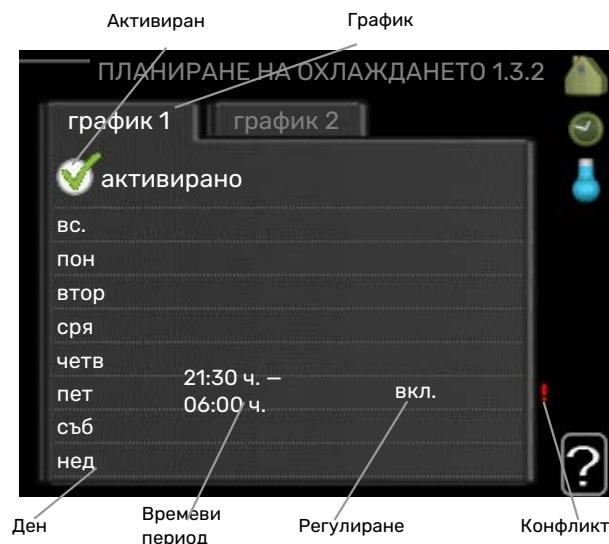 Активиран График
ПЛАНИРАНЕ НА ОХЛАЖДАНЕТО 1.3.2
график 1 график 2
активирано
вс.
пон
втор
сря
четв
пет 21:30 ч. – 06:00 ч. вкл. !
съб
нед
?
Ден Времеви период Регулиране Конфликт